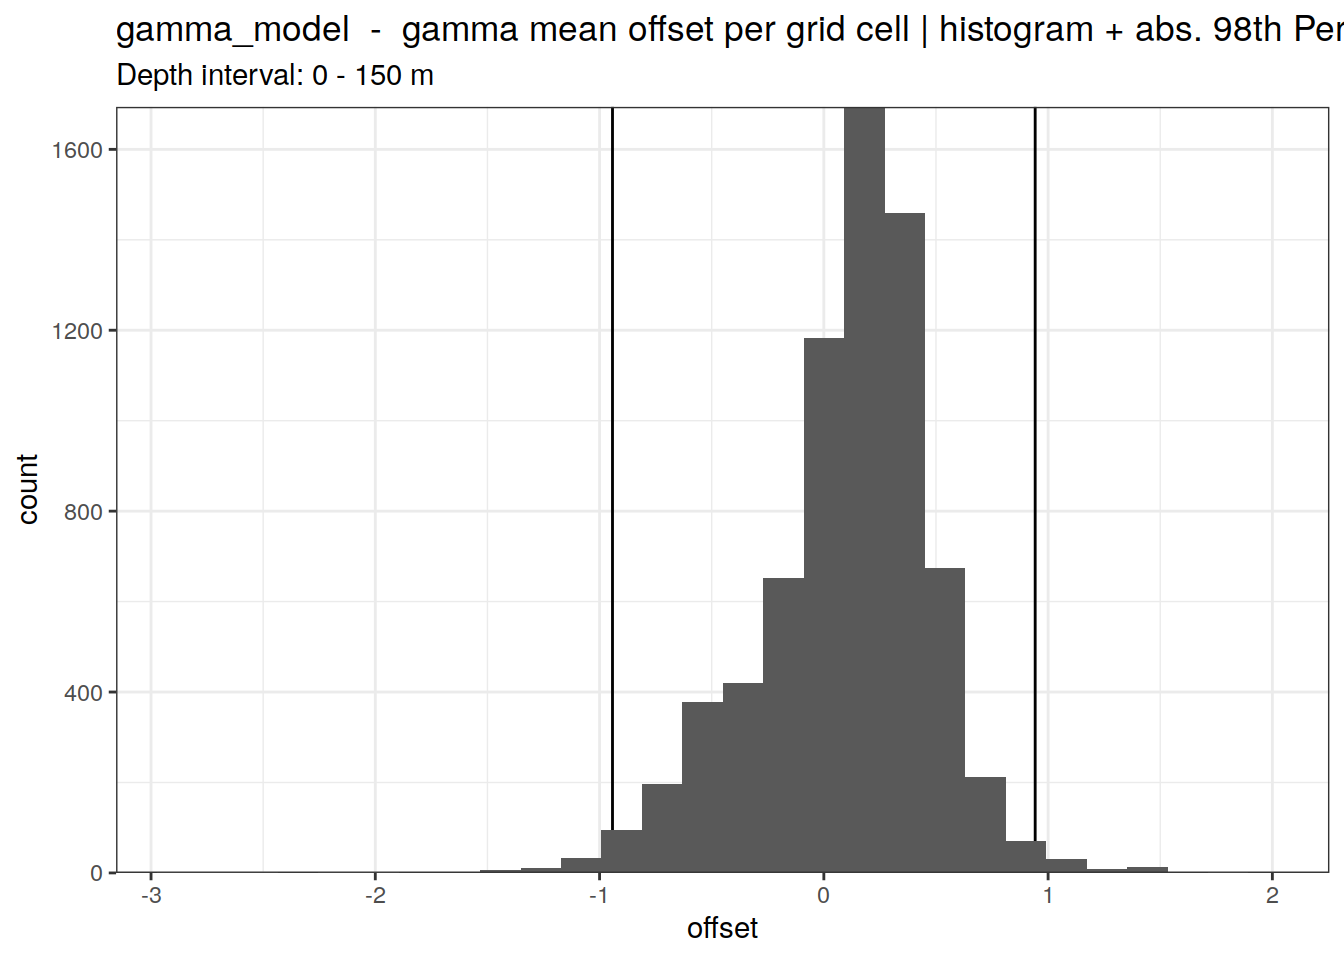 gamma_model  -  gamma mean offset per grid cell | histogram + abs. 98th Per
Depth interval: 0 - 150 m
1600
1200
800
400
0
count
-3 -2 -1 0 1 2
offset